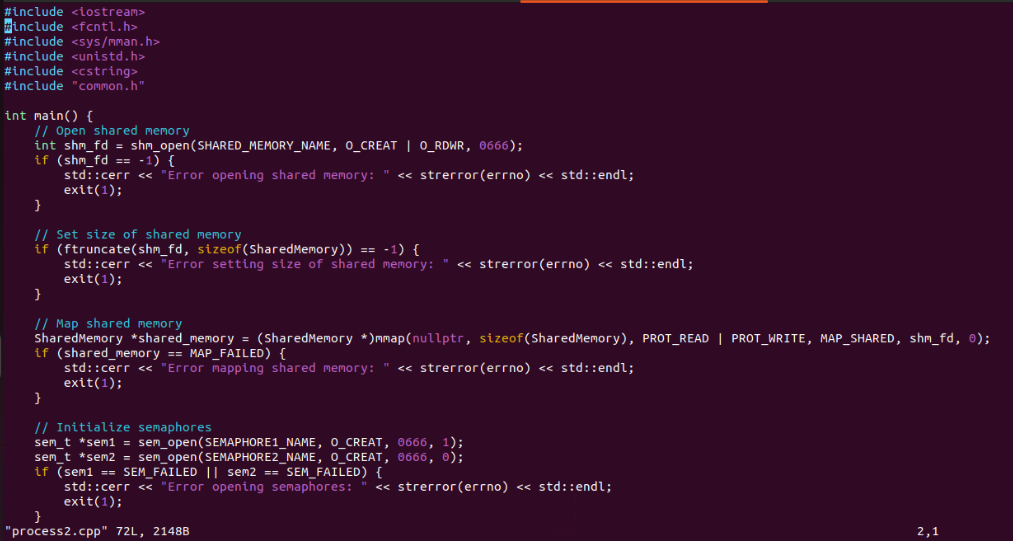 #include <iostream>
#include <fcntl.h>
#include <sys/mman.h>
#include <unistd.h>
#include <cstring>
#include "common.h"

int main() {
    // Open shared memory
    int shm_fd = shm_open(SHARED_MEMORY_NAME, O_CREAT | O_RDWR, 0666);
    if (shm_fd == -1) {
        std::cerr << "Error opening shared memory: " << strerror(errno) << std::endl;
        exit(1);
    }

    // Set size of shared memory
    if (ftruncate(shm_fd, sizeof(SharedMemory)) == -1) {
        std::cerr << "Error setting size of shared memory: " << strerror(errno) << std::endl;
        exit(1);
    }

    // Map shared memory
    SharedMemory *shared_memory = (SharedMemory *)mmap(nullptr, sizeof(SharedMemory), PROT_READ | PROT_WRITE, MAP_SHARED, shm_fd, 0);
    if (shared_memory == MAP_FAILED) {
        std::cerr << "Error mapping shared memory: " << strerror(errno) << std::endl;
        exit(1);
    }

    // Initialize semaphores
    sem_t *sem1 = sem_open(SEMAPHORE1_NAME, O_CREAT, 0666, 1);
    sem_t *sem2 = sem_open(SEMAPHORE2_NAME, O_CREAT, 0666, 0);
    if (sem1 == SEM_FAILED || sem2 == SEM_FAILED) {
        std::cerr << "Error opening semaphores: " << strerror(errno) << std::endl;
        exit(1);
    }
"process2.cpp" 72L, 2148B 2,1